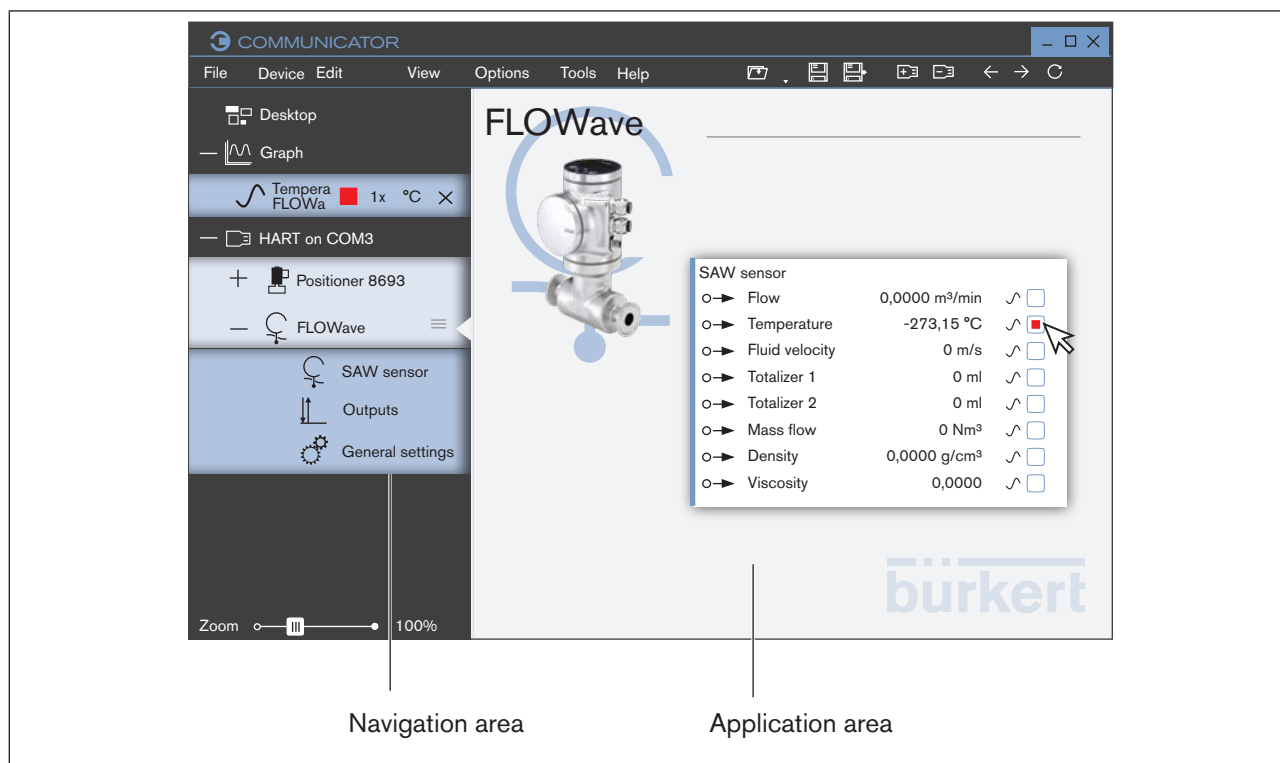 COMMUNICATOR
File Device Edit View Options Tools Help
Desktop
Graph
Tempera
FLOWa
1x °C
HART on COM3
Positioner 8693
FLOWave
SAW sensor
Outputs
General settings
Zoom 100%
FLOWave
SAW sensor
Flow 0,0000 m³/min
Temperature -273,15 °C
Fluid velocity 0 m/s
Totalizer 1 0 ml
Totalizer 2 0 ml
Mass flow 0 Nm³
Density 0,0000 g/cm³
Viscosity 0,0000
bürkert
Navigation area
Application area